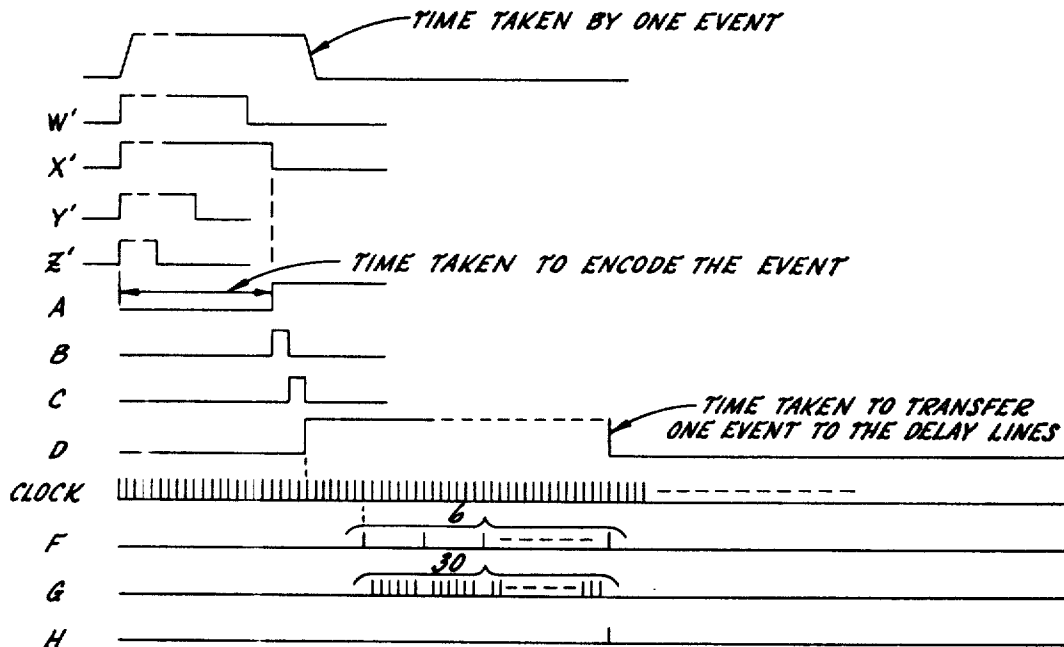 TIME TAKEN BY ONE EVENT
W'
X'
Y'
Z'
TIME TAKEN TO ENCODE THE EVENT
A
B
C
TIME TAKEN TO TRANSFER
ONE EVENT TO THE DELAY LINES
D
CLOCK
6
F
30
G
H